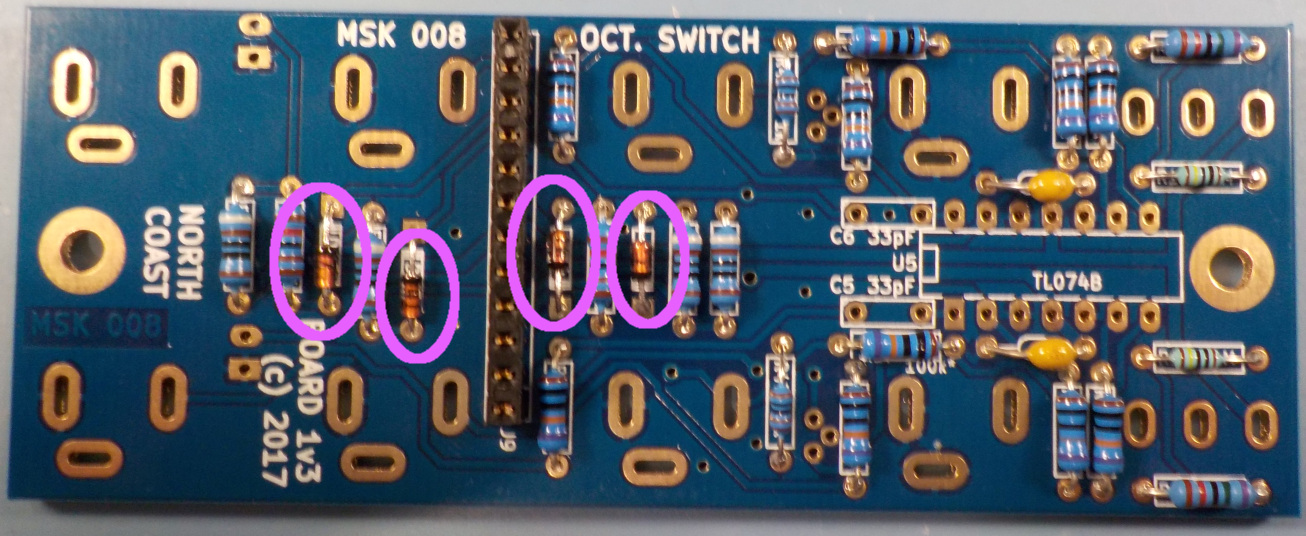 MSK 008
OCT. SWITCH
NORTH
COAST
MSK 008
BOARD 1v3
(c) 2017
J9
C6 33pF
U5
TL074B
C5 33pF
100k*